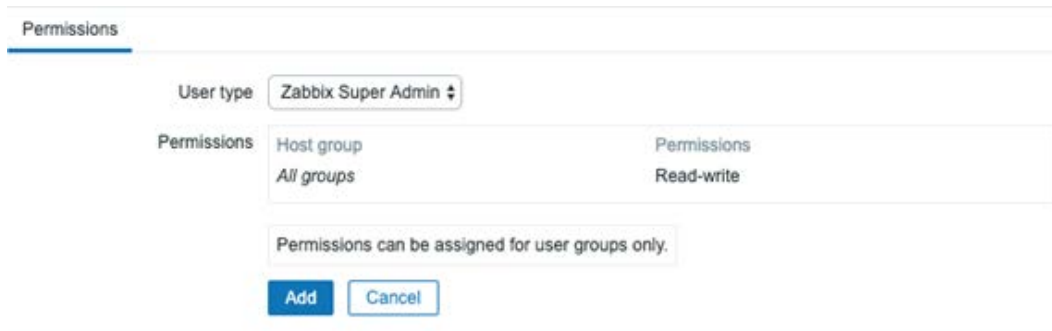 Permissions
User type Zabbix Super Admin
Permissions Host group Permissions
All groups Read-write
Permissions can be assigned for user groups only.
Add Cancel